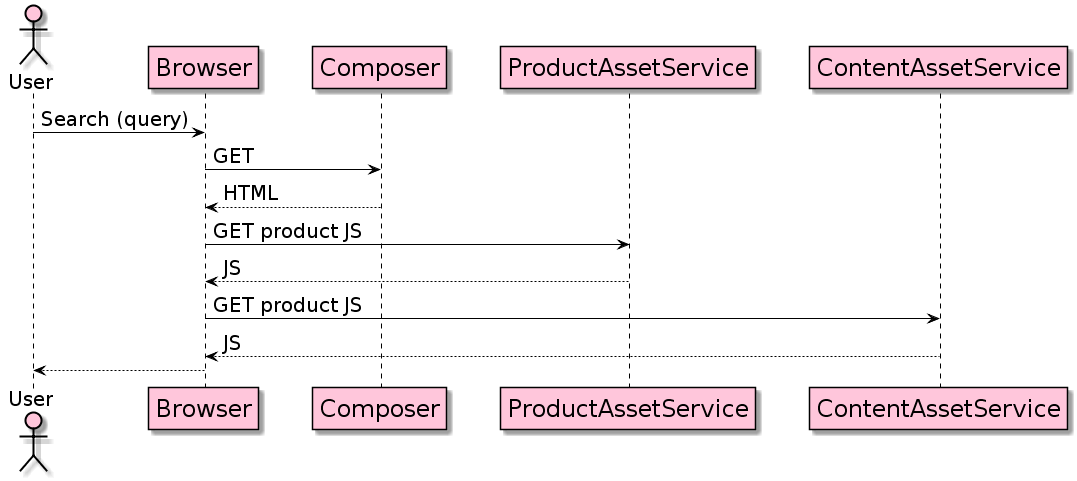 User
Browser
Composer
ProductAssetService
ContentAssetService
Search (query)
GET
HTML
GET product JS
JS
GET product JS
JS
User
Browser
Composer
ProductAssetService
ContentAssetService